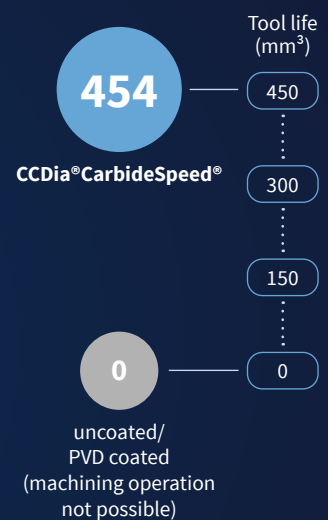 Tool life
(mm³)
454
450
CCDia®CarbideSpeed®
300
150
0
0
uncoated/
PVD coated
(machining operation
not possible)